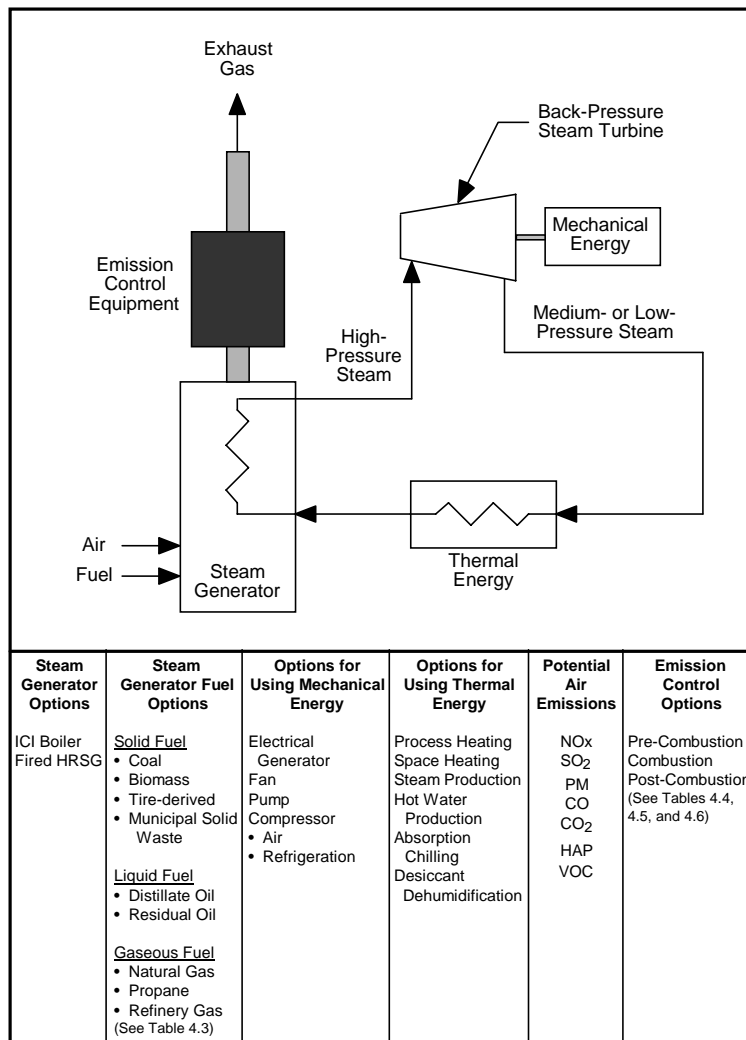 Exhaust
Gas
Back-Pressure
Steam Turbine
Mechanical
Energy
Emission
Control
Equipment
High-
Pressure
Steam
Medium- or Low-
Pressure Steam
Air
Fuel
Steam
Generator
Thermal
Energy
Steam
Generator
Options
ICI Boiler
Fired HRSG
Steam
Generator Fuel
Options
Solid Fuel
• Coal
• Biomass
• Tire-derived
• Municipal Solid
Waste
Liquid Fuel
• Distillate Oil
• Residual Oil
Gaseous Fuel
• Natural Gas
• Propane
• Refinery Gas
(See Table 4.3)
Options for
Using Mechanical
Energy
Electrical
Generator
Fan
Pump
Compressor
• Air
• Refrigeration
Options for
Using Thermal
Energy
Process Heating
Space Heating
Steam Production
Hot Water
Production
Absorption
Chilling
Desiccant
Dehumidification
Potential
Air
Emissions
NOx
SO2
PM
CO
CO2
HAP
VOC
Emission
Control
Options
Pre-Combustion
Combustion
Post-Combustion
(See Tables 4.4,
4.5, and 4.6)